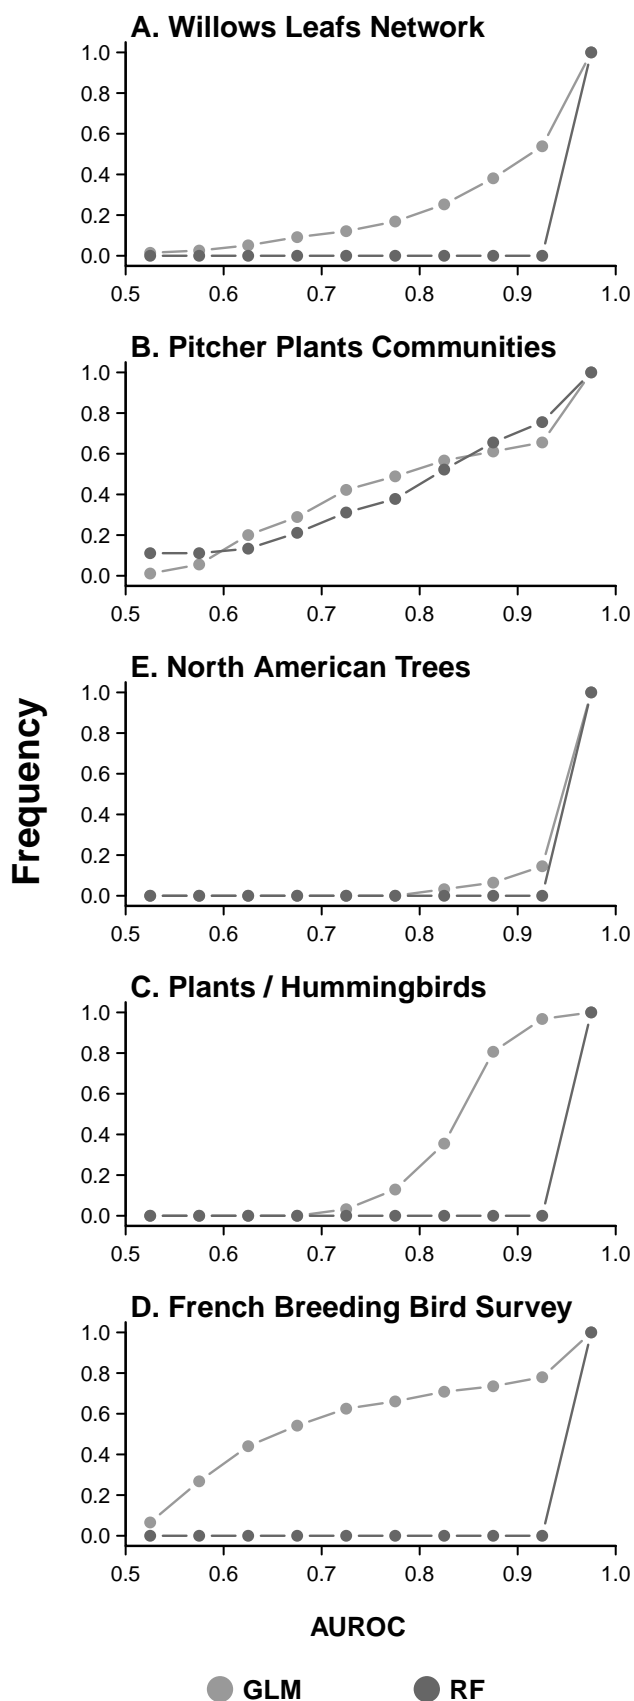 A. Willows Leafs Network
1.0
0.8
0.6
0.4
0.2
0.0
0.5 0.6 0.7 0.8 0.9 1.0
B. Pitcher Plants Communities
1.0
0.8
0.6
0.4
0.2
0.0
0.5 0.6 0.7 0.8 0.9 1.0
E. North American Trees
1.0
0.8
0.6
0.4
0.2
0.0
0.5 0.6 0.7 0.8 0.9 1.0
Frequency
C. Plants / Hummingbirds
1.0
0.8
0.6
0.4
0.2
0.0
0.5 0.6 0.7 0.8 0.9 1.0
D. French Breeding Bird Survey
1.0
0.8
0.6
0.4
0.2
0.0
0.5 0.6 0.7 0.8 0.9 1.0
AUROC
GLM RF